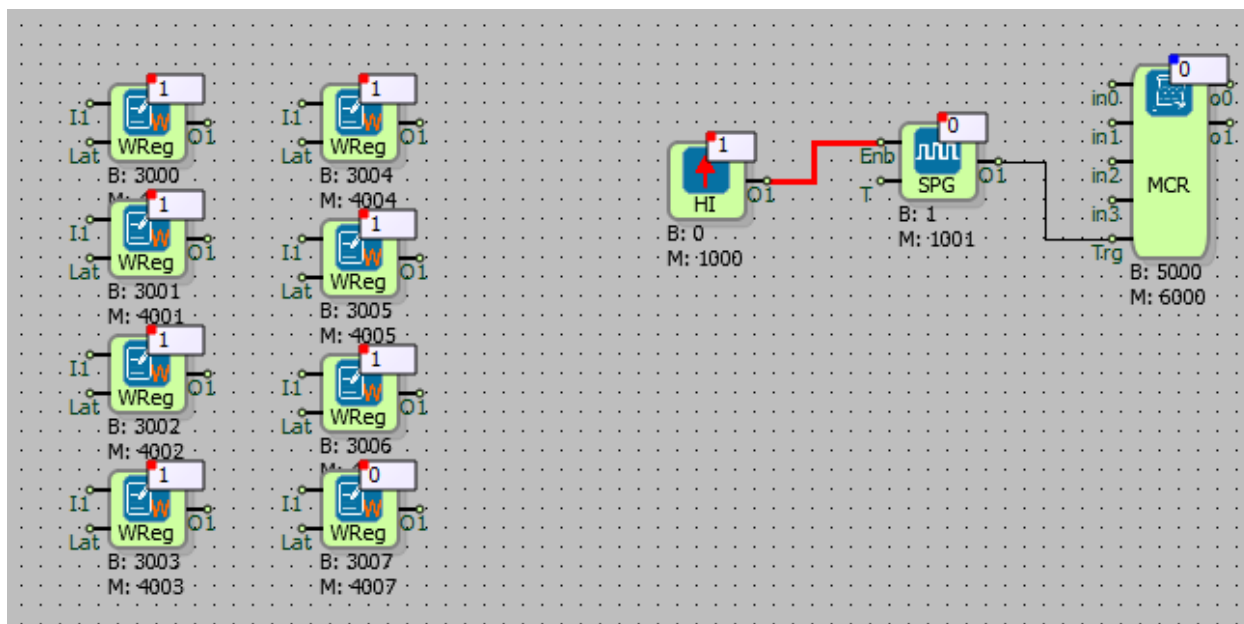 1
I1
O1
Lat
WReg
B: 3000
1
I1
O1
Lat
WReg
B: 3001
M: 4001
1
I1
O1
Lat
WReg
B: 3002
M: 4002
1
I1
O1
Lat
WReg
B: 3003
M: 4003
1
I1
O1
Lat
WReg
B: 3004
M: 4004
1
I1
O1
Lat
WReg
B: 3005
M: 4005
1
I1
O1
Lat
WReg
B: 3006
0
I1
O1
Lat
WReg
B: 3007
M: 4007
1
O1
HI
B: 0
M: 1000
0
Enb
O1
T
SPG
B: 1
M: 1001
0
in0
o0
in1
o1
in2
MCR
in3
Trg
B: 5000
M: 6000